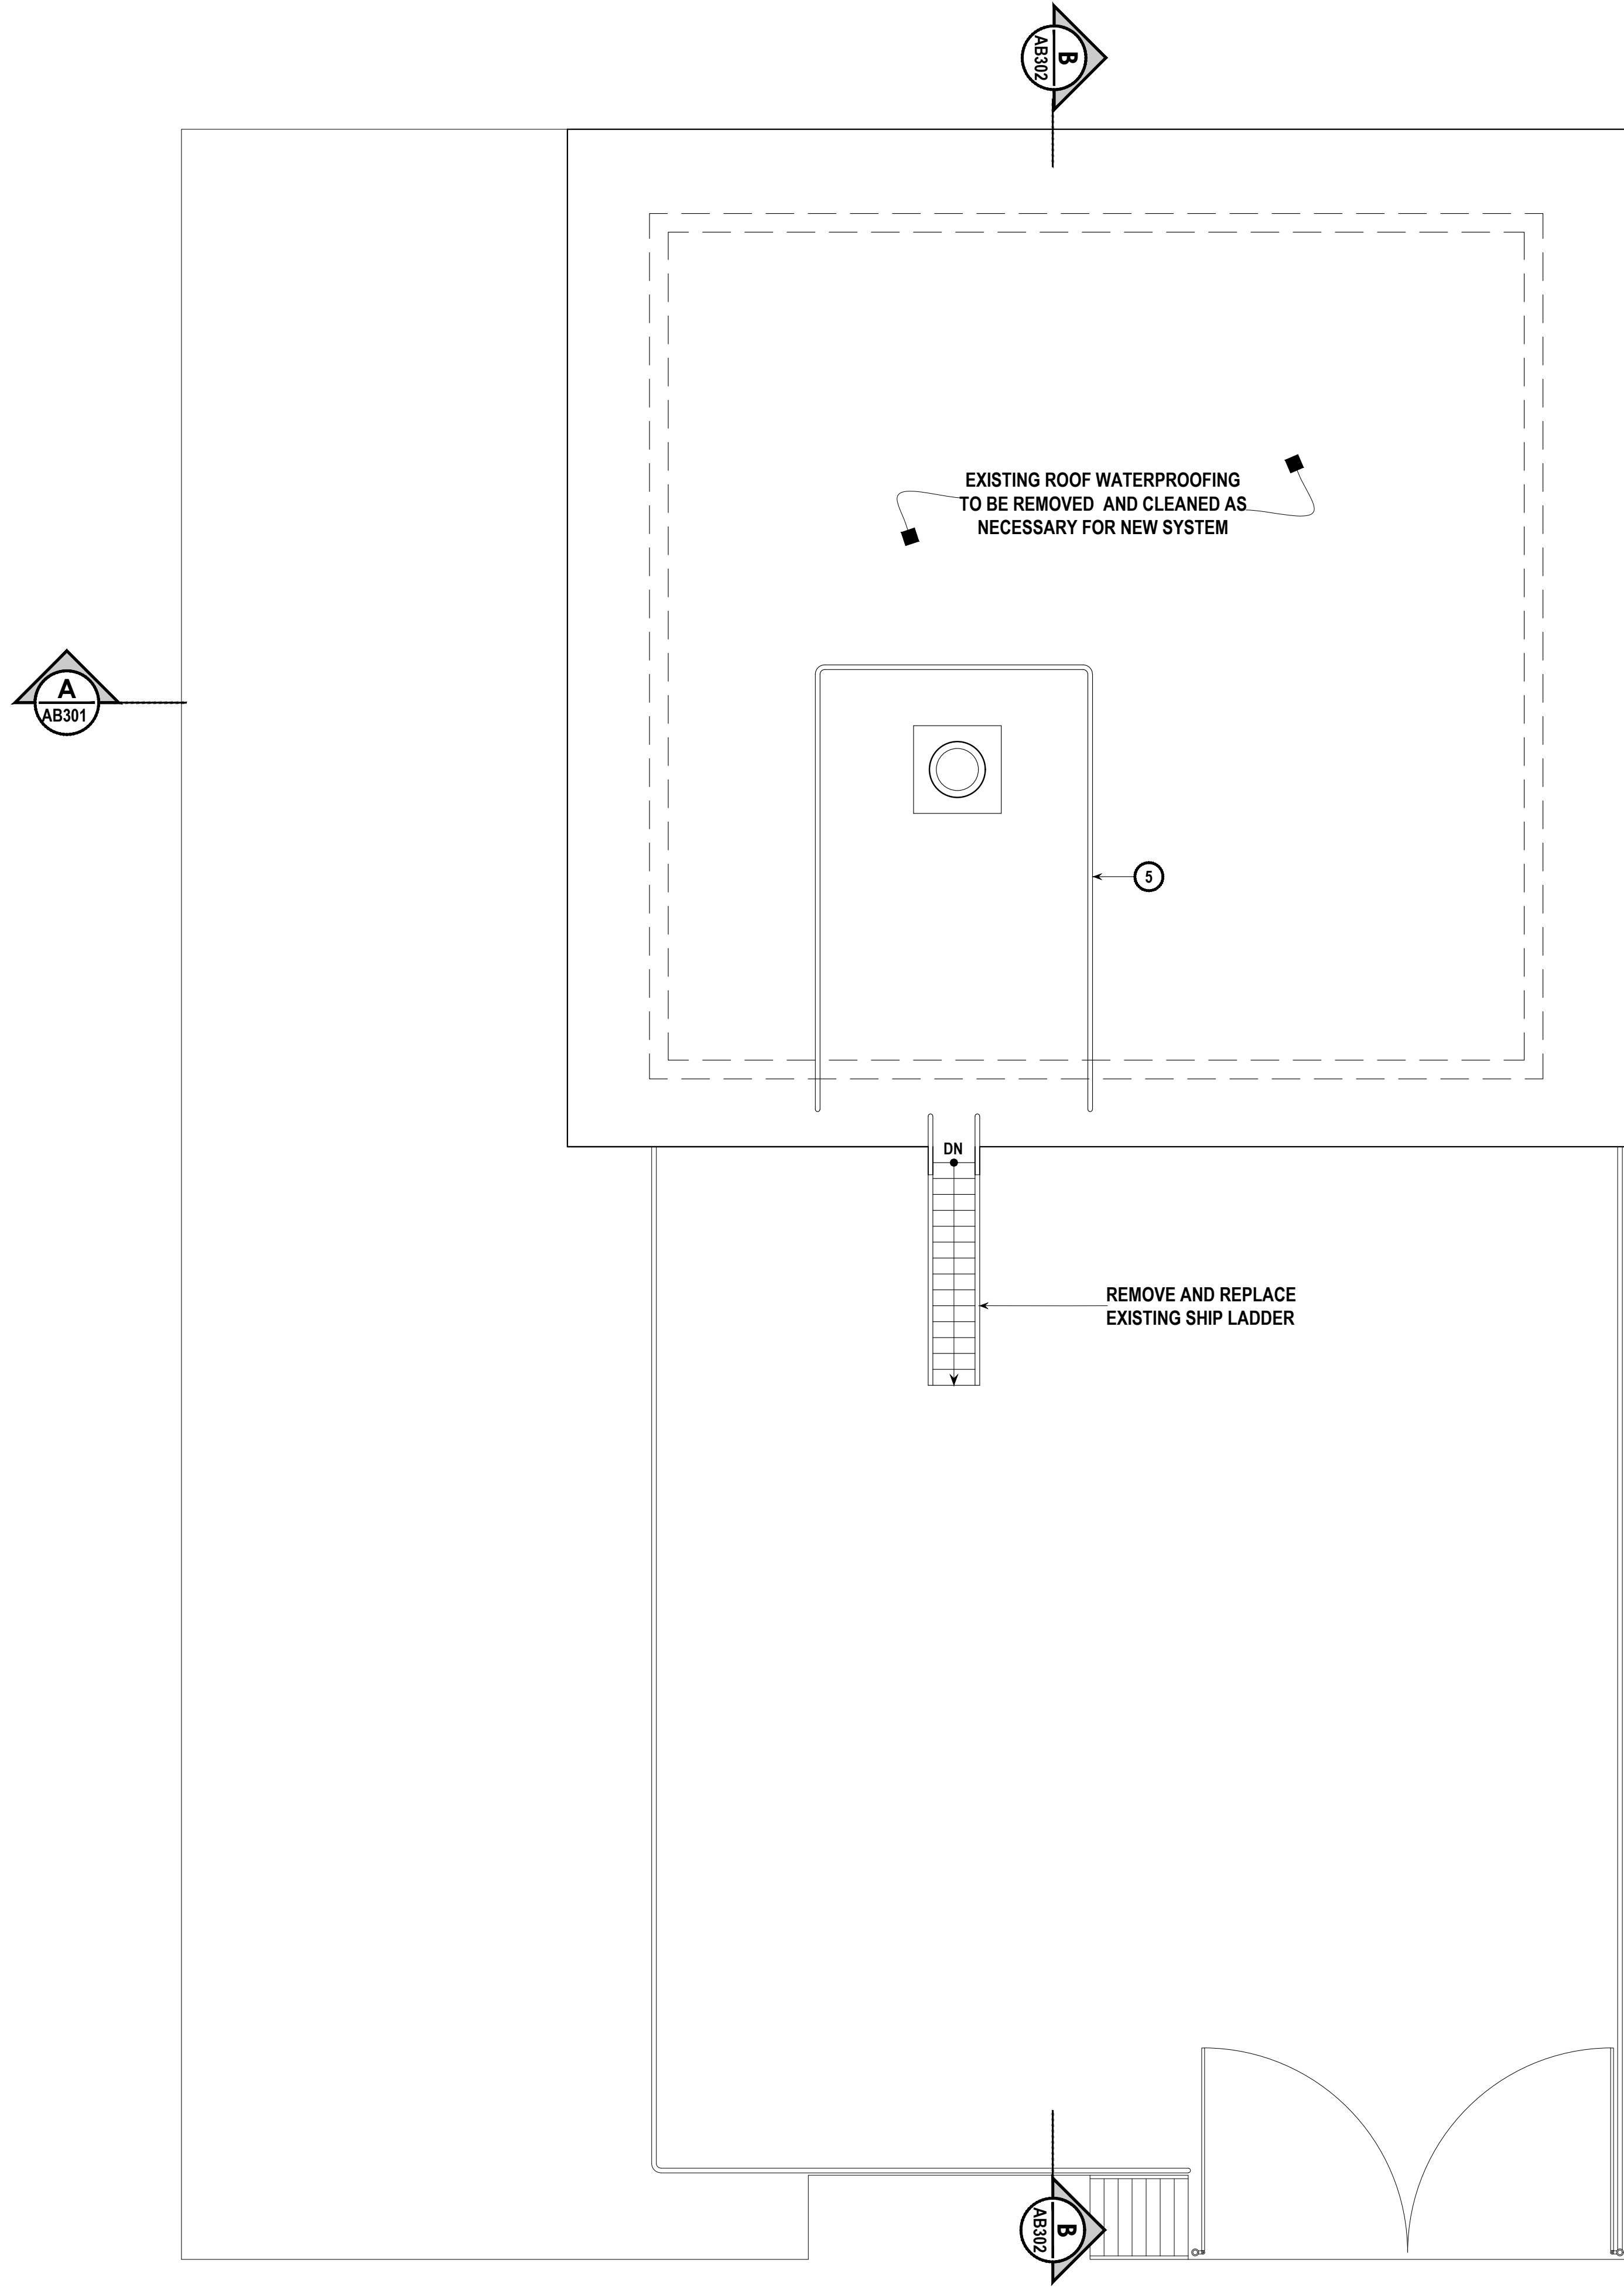 B
AB302
EXISTING ROOF WATERPROOFING
TO BE REMOVED AND CLEANED AS
NECESSARY FOR NEW SYSTEM
A
AB301
5
DN
REMOVE AND REPLACE
EXISTING SHIP LADDER
B
AB302